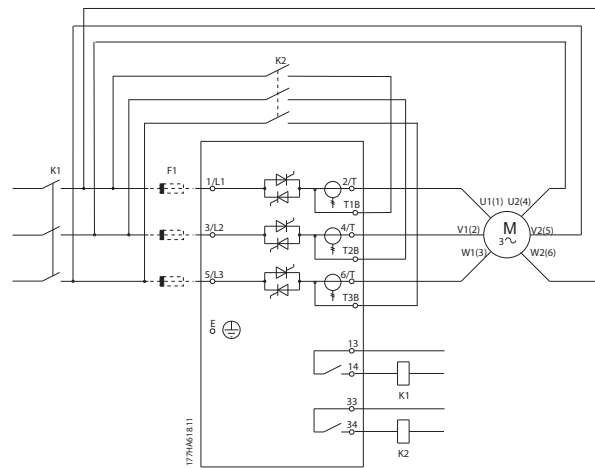 K2
K1
F1
1/L1
2/T
T1B
U1(1) U2(4)
3/L2
4/T
T2B
V1(2)
M
3
V2(5)
W1(3)
W2(6)
5/L3
6/T
T3B
E
13
14
K1
33
34
K2
177HA618.11